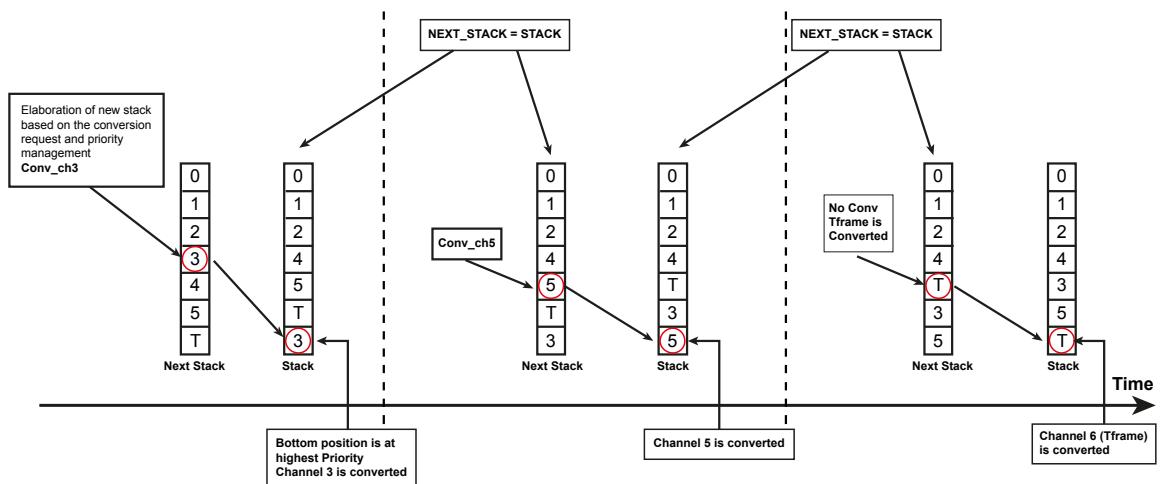 NEXT_STACK = STACK
NEXT_STACK = STACK
Elaboration of new stack
based on the conversion
request and priority
management
Conv_ch3
0
1
2
3
4
5
T
Next Stack
0
1
2
4
5
T
3
Stack
Conv_ch5
0
1
2
4
5
T
3
Next Stack
0
1
2
4
T
3
5
Stack
No Conv
Tframe is
Converted
0
1
2
4
T
3
5
Next Stack
0
1
2
4
3
5
T
Stack
Time
Bottom position is at
highest Priority
Channel 3 is converted
Channel 5 is converted
Channel 6 (Tframe)
is converted